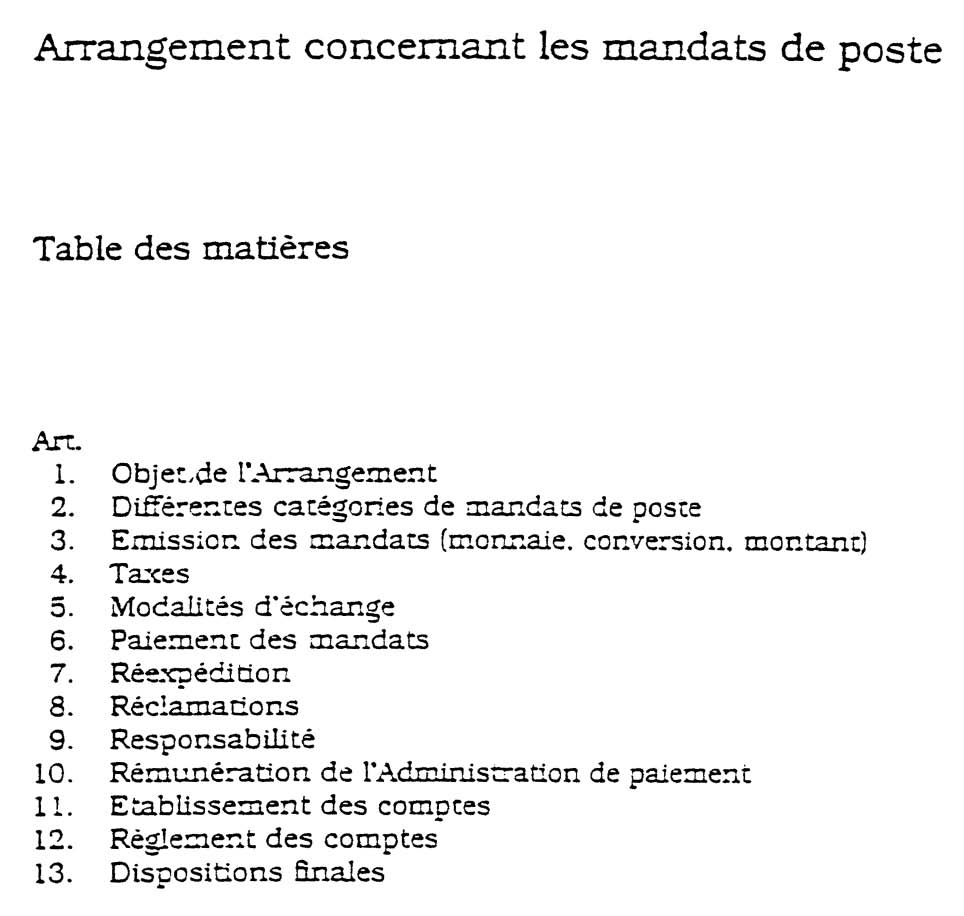 Arrangement concernant les mandats de poste
Table des matières
Art.
1. Objet de l'Arrangement
2. Différentes catégories de mandats de poste
3. Emission des mandats (monnaie, conversion, montant)
4. Taxes
5. Modalités d'échange
6. Paiement des mandats
7. Réexpédition
8. Réclamations
9. Responsabilité
10. Rémunération de l'Administration de paiement
11. Etablissement des comptes
12. Règlement des comptes
13. Dispositions finales